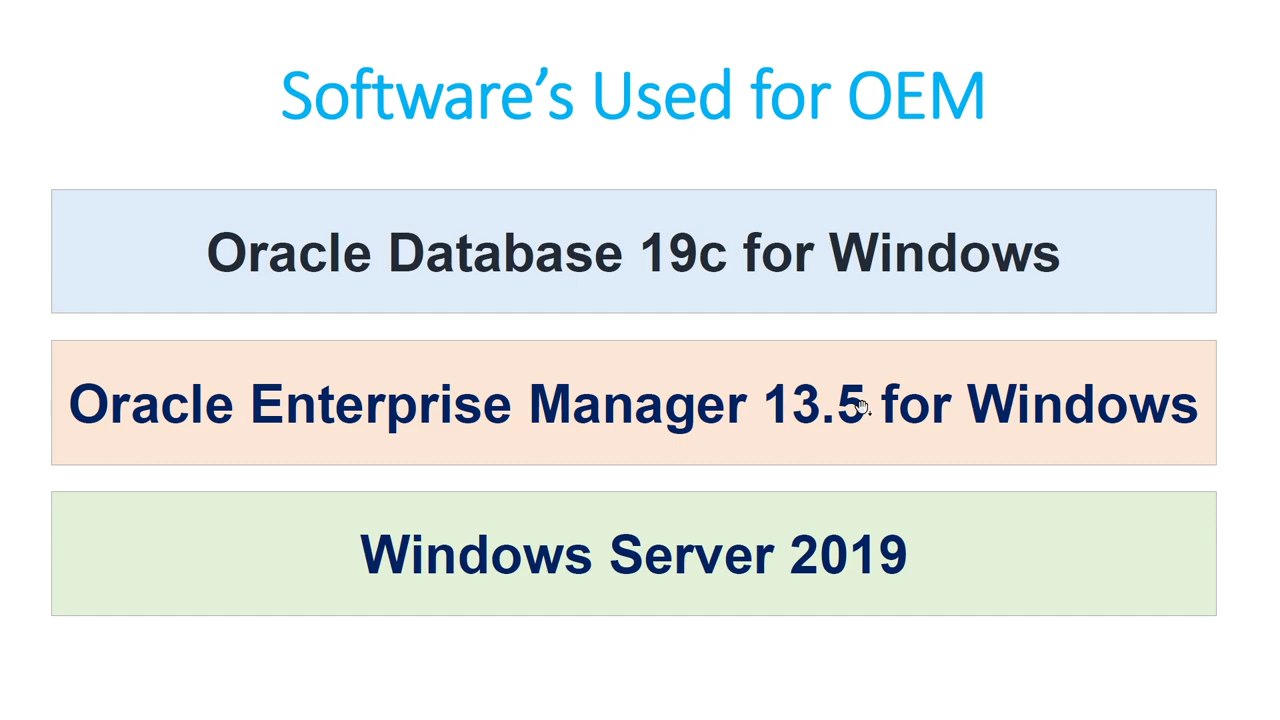 Software’s Used for OEM
Oracle Database 19c for Windows
Oracle Enterprise Manager 13.5 for Windows
Windows Server 2019